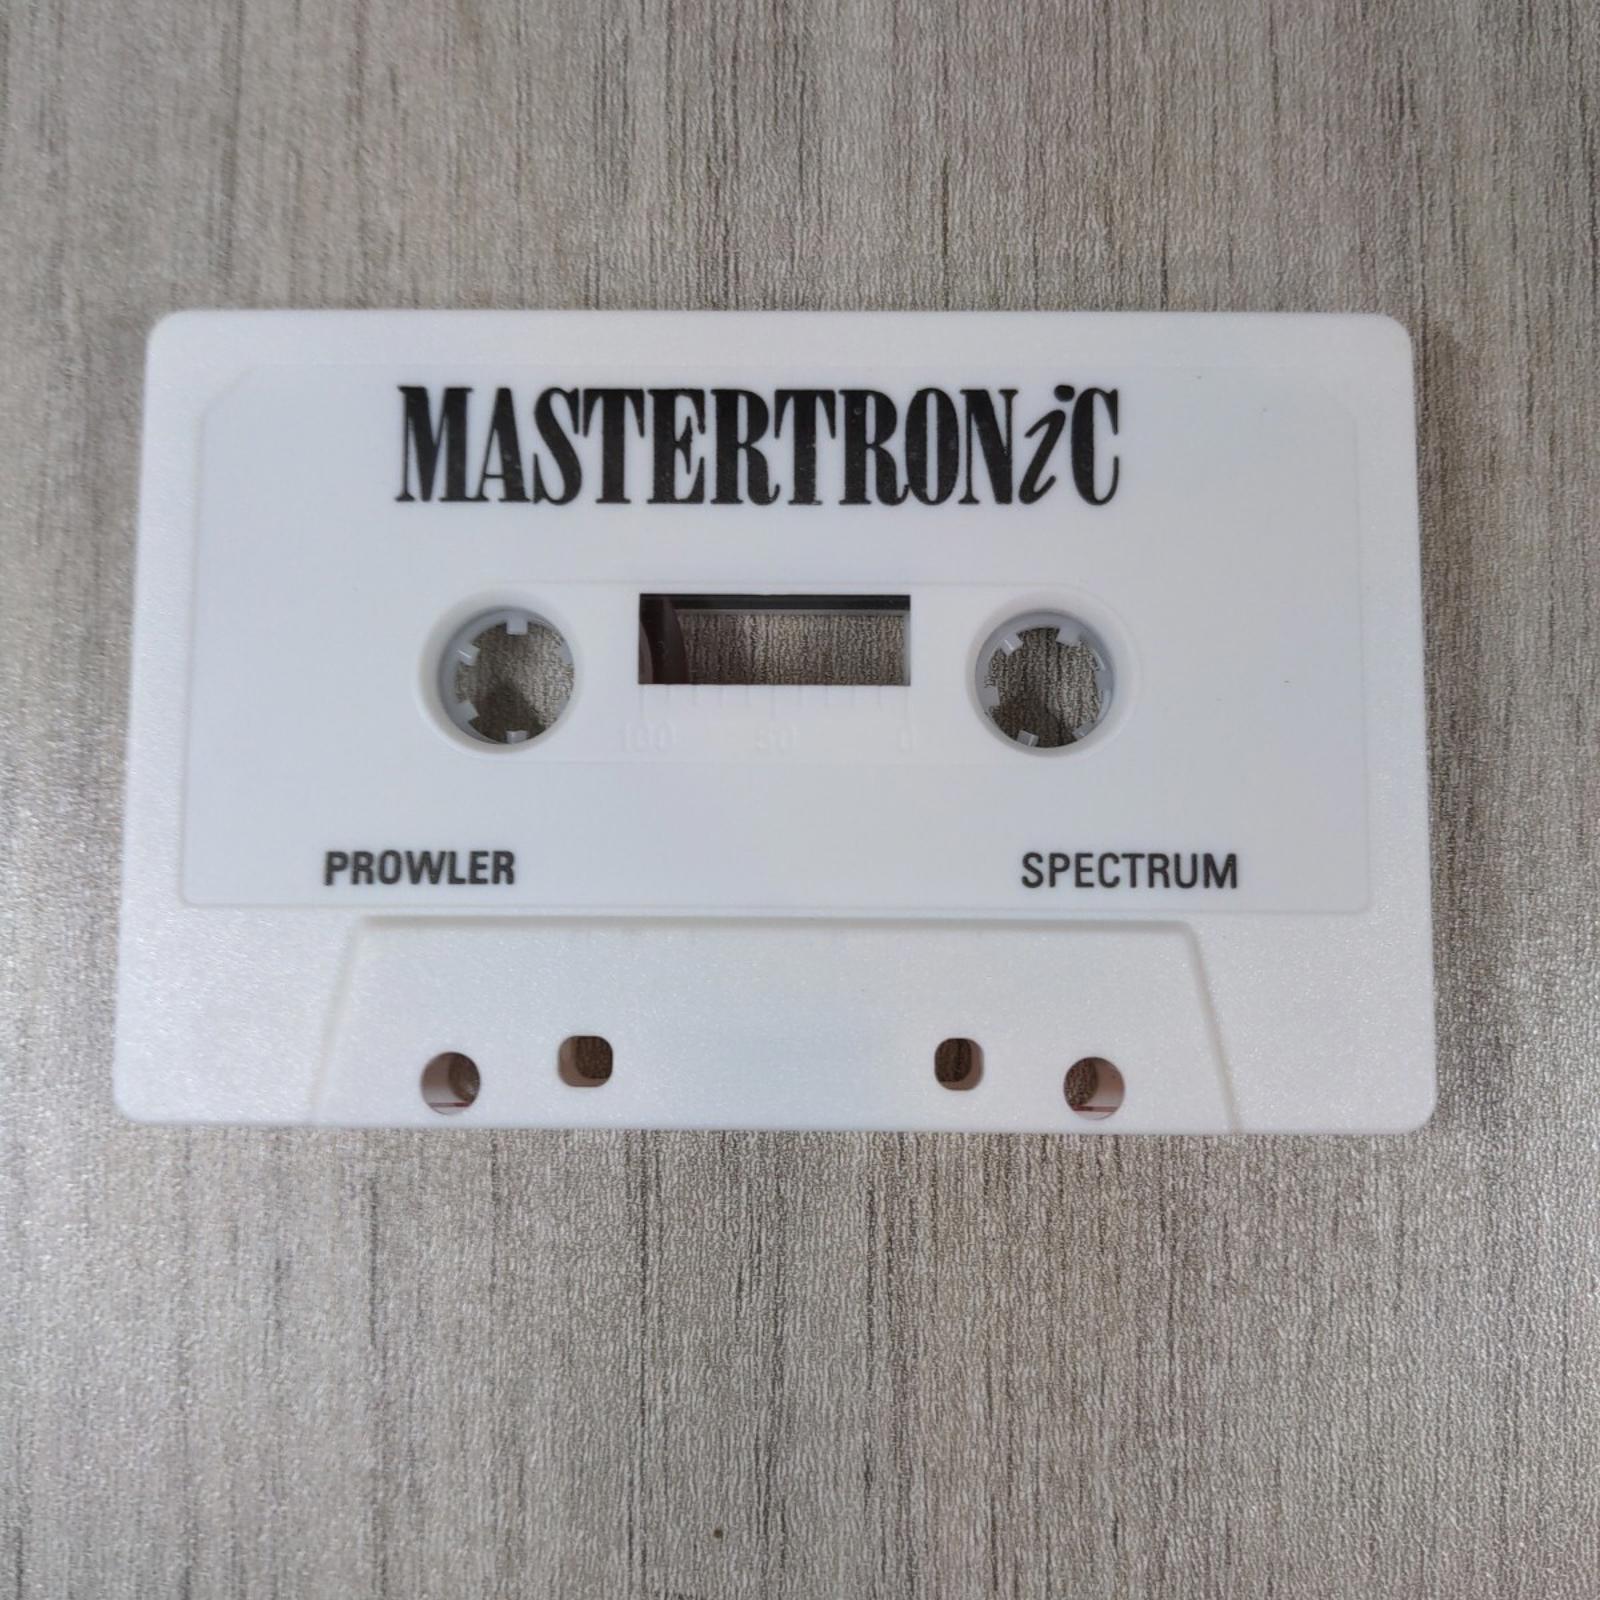 MASTERTRONiC
100 50 0
PROWLER SPECTRUM